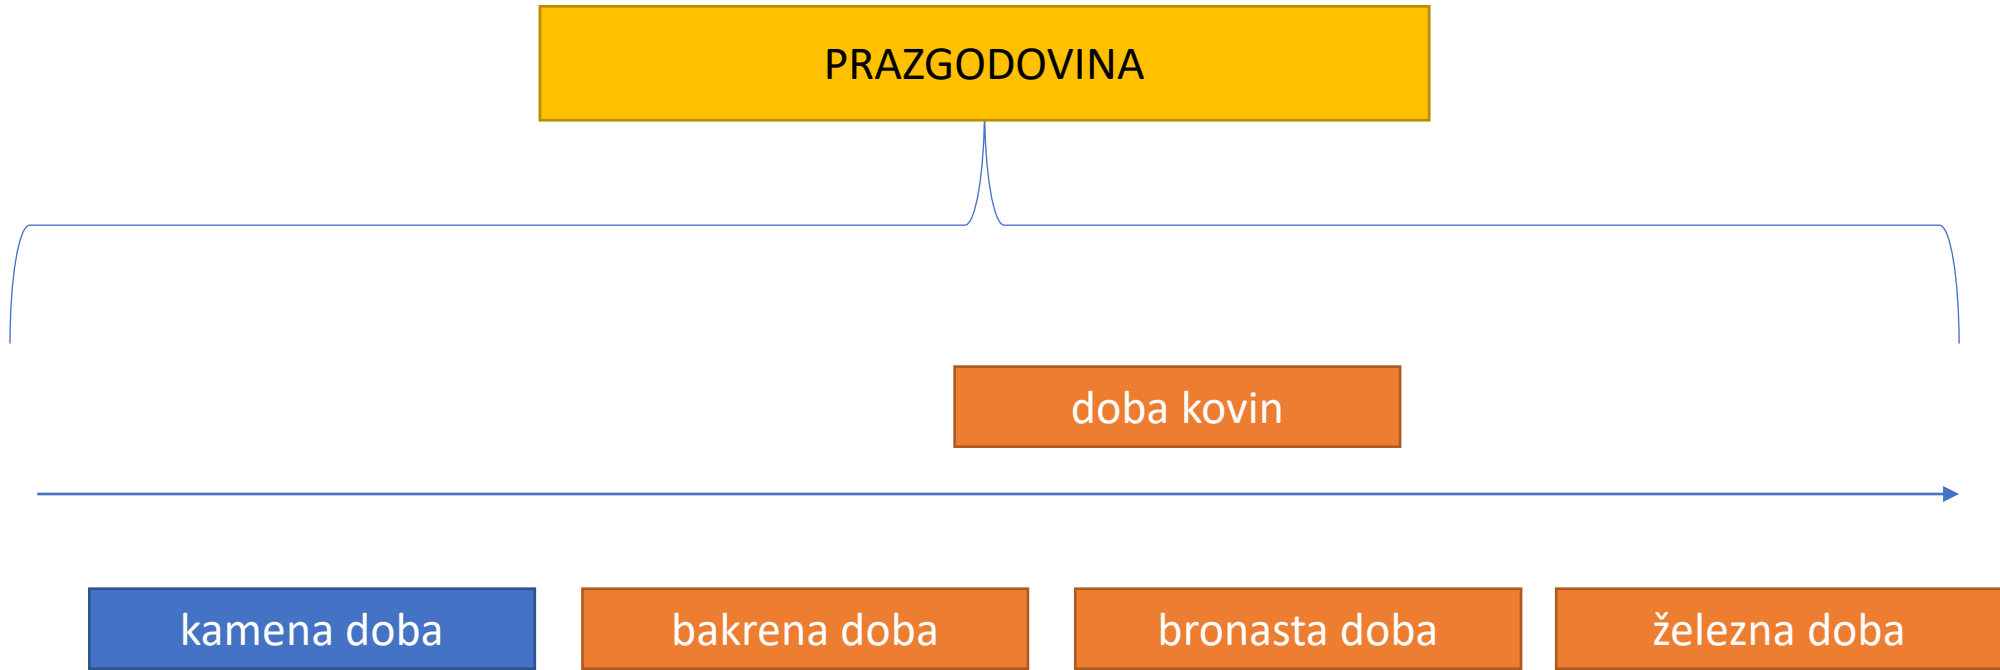 PRAZGODOVINA
doba kovin
kamena doba
bakrena doba
bronasta doba
železna doba